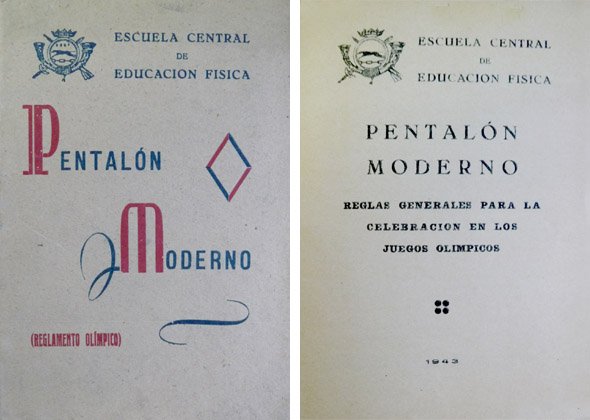 ESCUELA CENTRAL
DE
EDUCACION FISICA
PENTALÓN
MODERNO
(REGLAMENTO OLÍMPICO)
ESCUELA CENTRAL
DE
EDUCACION FISICA
PENTALÓN
MODERNO
REGLAS GENERALES PARA LA
CELEBRACION EN LOS
JUEGOS OLIMPICOS
1943